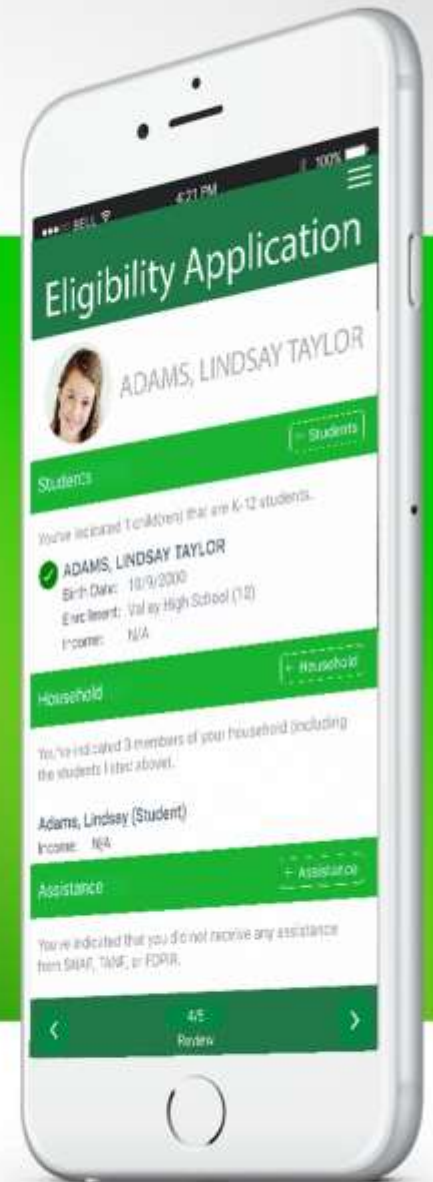 BELL 4:21 PM 100%
Eligibility Application
ADAMS, LINDSAY TAYLOR
Students + Students
You've indicated 1 child(ren) that are K-12 students.
ADAMS, LINDSAY TAYLOR
Birth Date: 10/9/2000
Enrollment: Valley High School (12)
Income: N/A
Household + Household
You've indicated 3 members of your household (including
the students listed above).
Adams, Lindsay (Student)
Income: N/A
Assistance + Assistance
You've indicated that you do not receive any assistance
from SNAP, TANF, or FDPIR.
4/5
Review